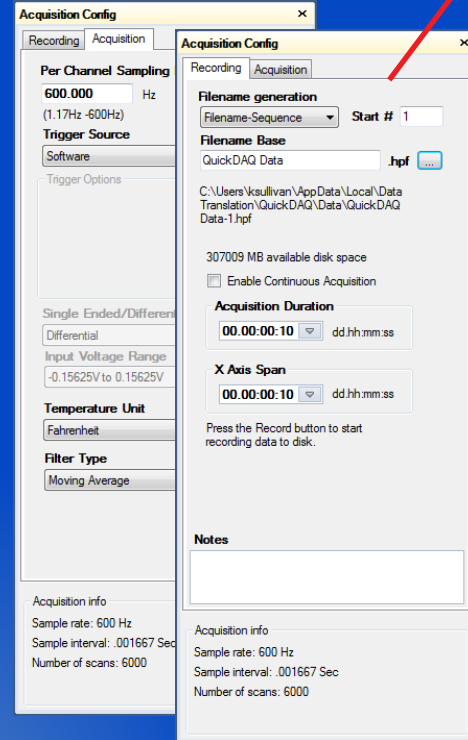 Acquisition Config
Recording Acquisition
Per Channel Sampling
600.000 Hz
(1.17Hz -600Hz)
Trigger Source
Software
Trigger Options
Single Ended/Different
Differential
Input Voltage Range
-0.15625V to 0.15625V
Temperature Unit
Fahrenheit
Filter Type
Moving Average
Acquisition info
Sample rate: 600 Hz
Sample interval: .001667 Sec
Number of scans: 6000
Acquisition Config
Recording Acquisition
Filename generation
Filename-Sequence Start # 1
Filename Base
QuickDAQ Data .hpf ...
C:\Users\ksullivan\AppData\Local\Data
Translation\QuickDAQ\Data\QuickDAQ
Data-1.hpf
307009 MB available disk space
Enable Continuous Acquisition
Acquisition Duration
00.00:00:10 dd.hh:mm:ss
X Axis Span
00.00:00:10 dd.hh:mm:ss
Press the Record button to start
recording data to disk.
Notes
Acquisition info
Sample rate: 600 Hz
Sample interval: .001667 Sec
Number of scans: 6000